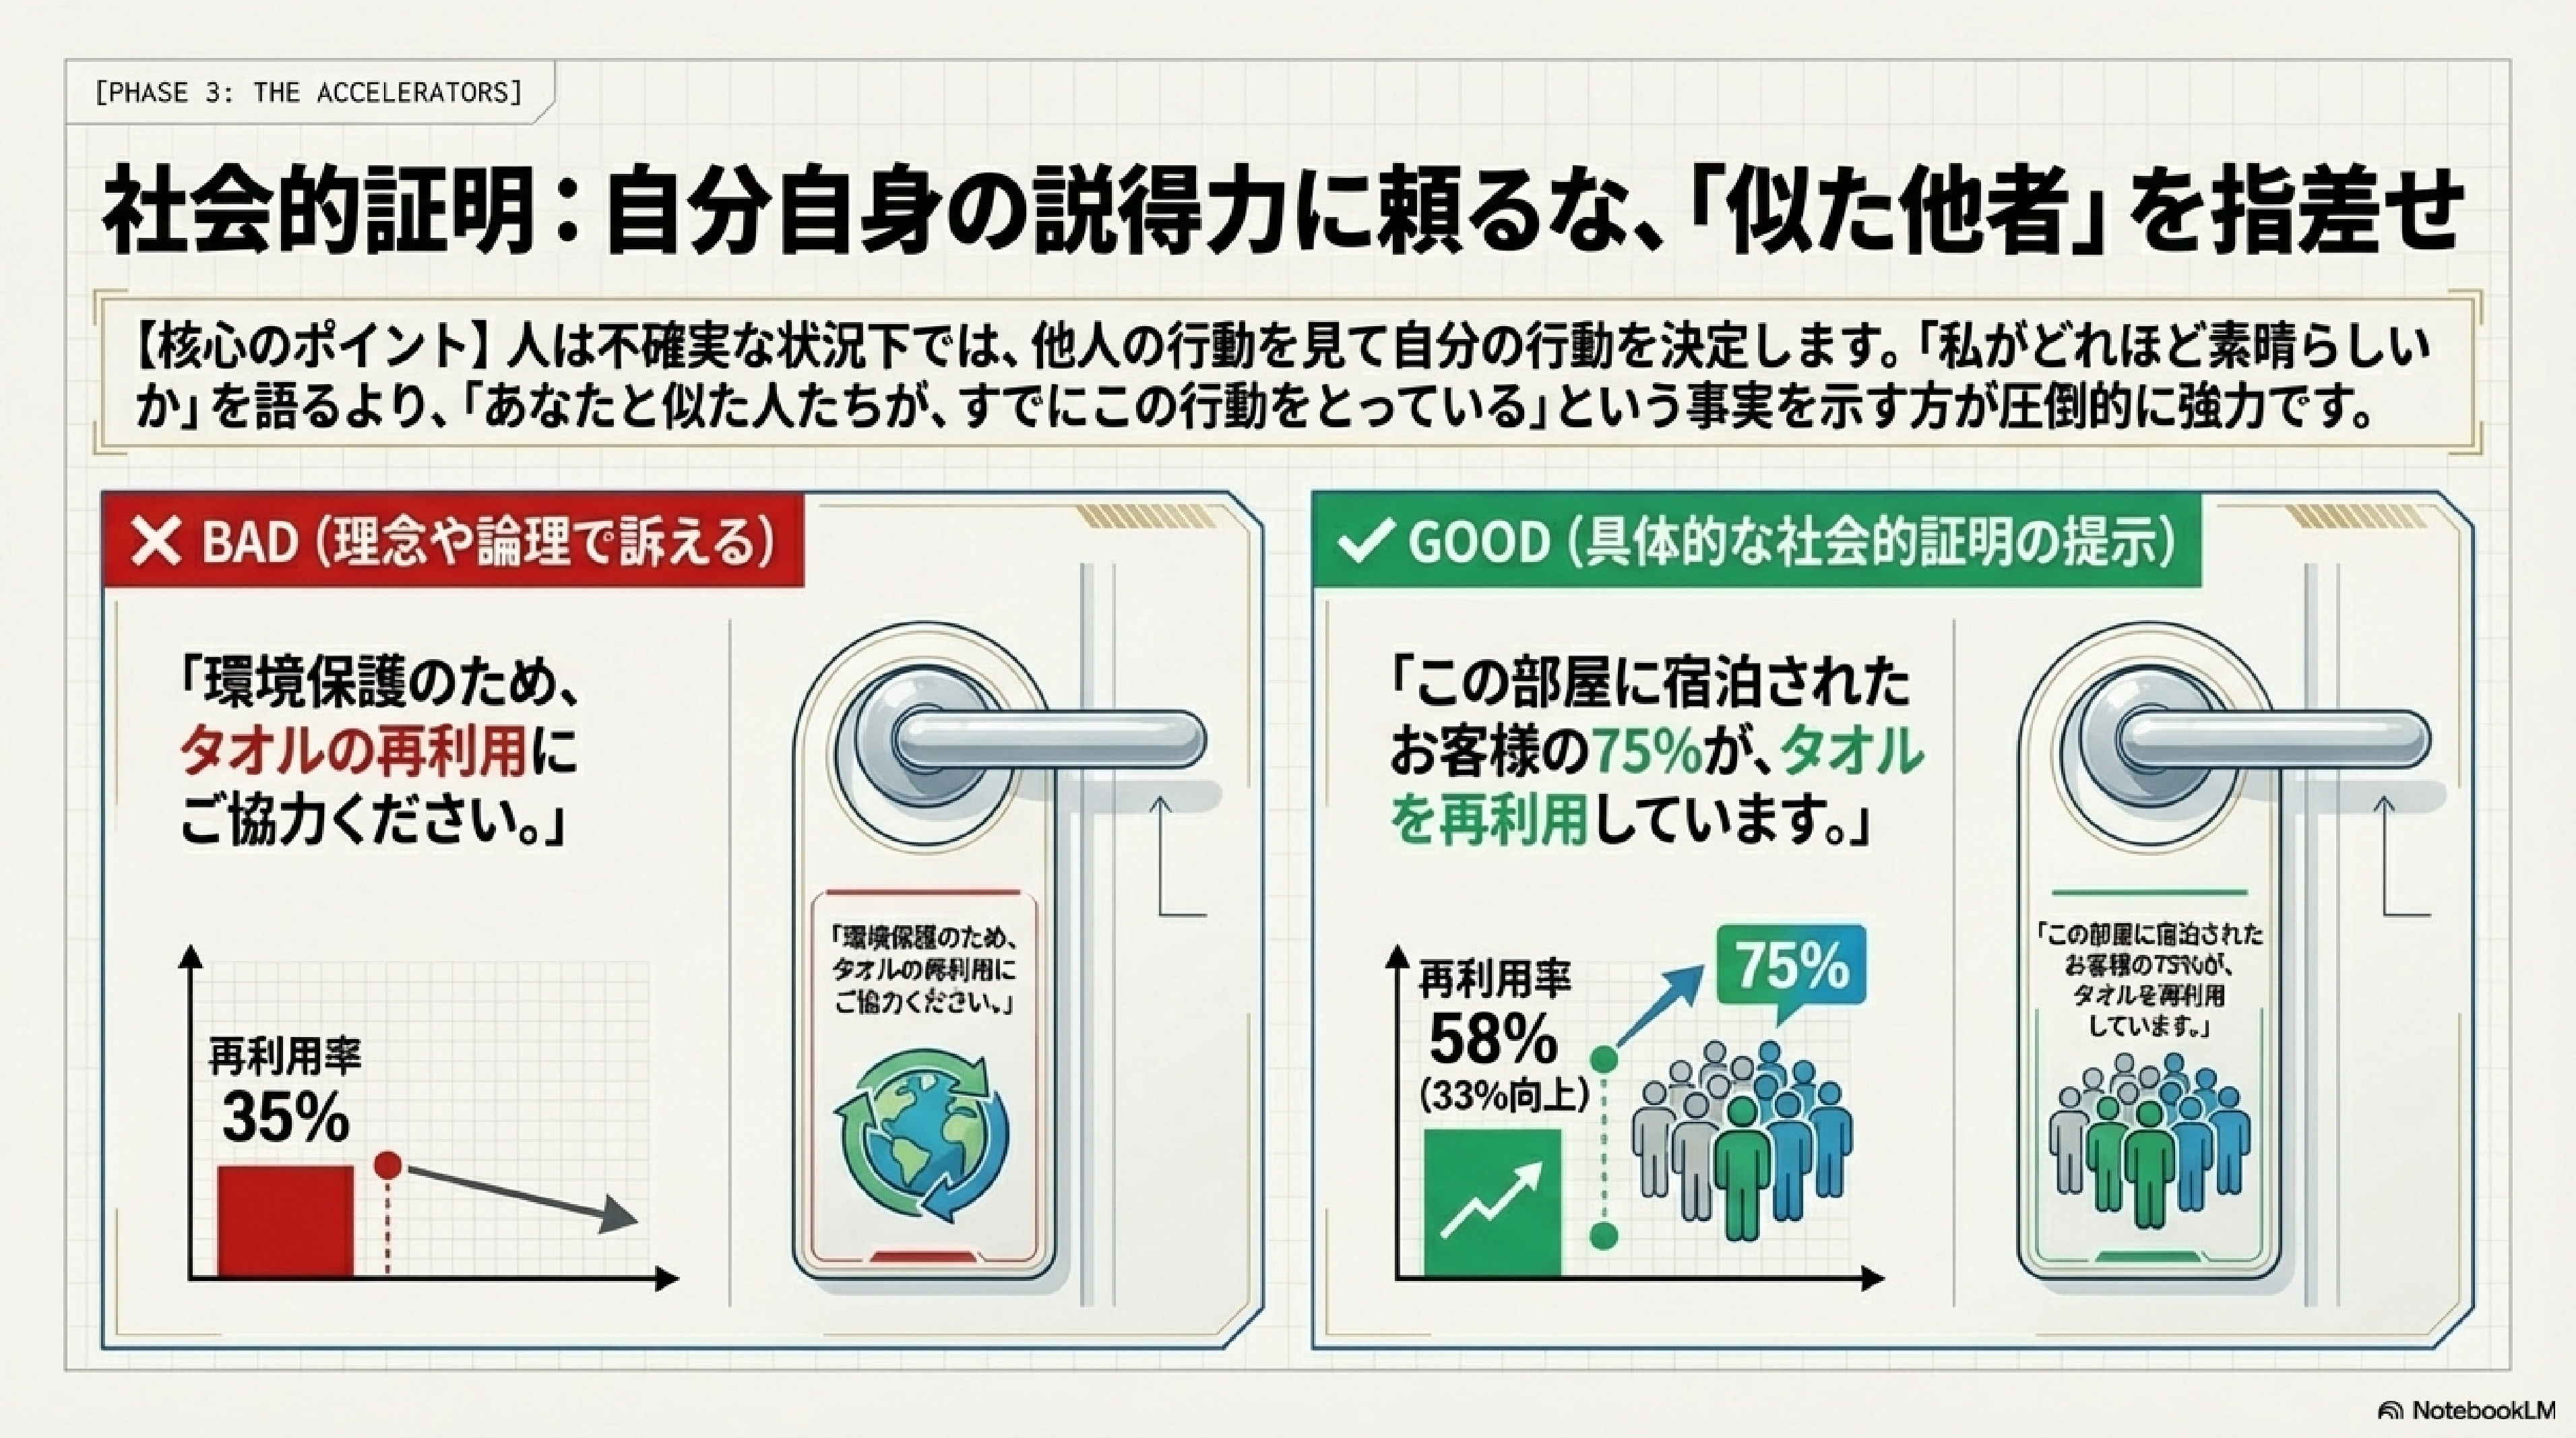 [PHASE 3: THE ACCELERATORS]
社会的証明：自分自身の説得力に頼るな、「似た他者」を指差せ
【核心のポイント】人は不確実な状況下では、他人の行動を見て自分の行動を決定します。「私がどれほど素晴らしい
か」を語るより、「あなたと似た人たちが、すでにこの行動をとっている」という事実を示す方が圧倒的に強力です。
BAD（理念や論理で訴える）
「環境保護のため、
タオルの再利用に
ご協力ください。」
再利用率
35%
「環境保護のため、
タオルの再利用に
ご協力ください。」
GOOD（具体的な社会的証明の提示）
「この部屋に宿泊された
お客様の75%が、タオル
を再利用しています。」
再利用率
58%
（33%向上）
75%
「この部屋に宿泊された
お客様の75%が、
タオルを再利用
しています。」
NotebookLM